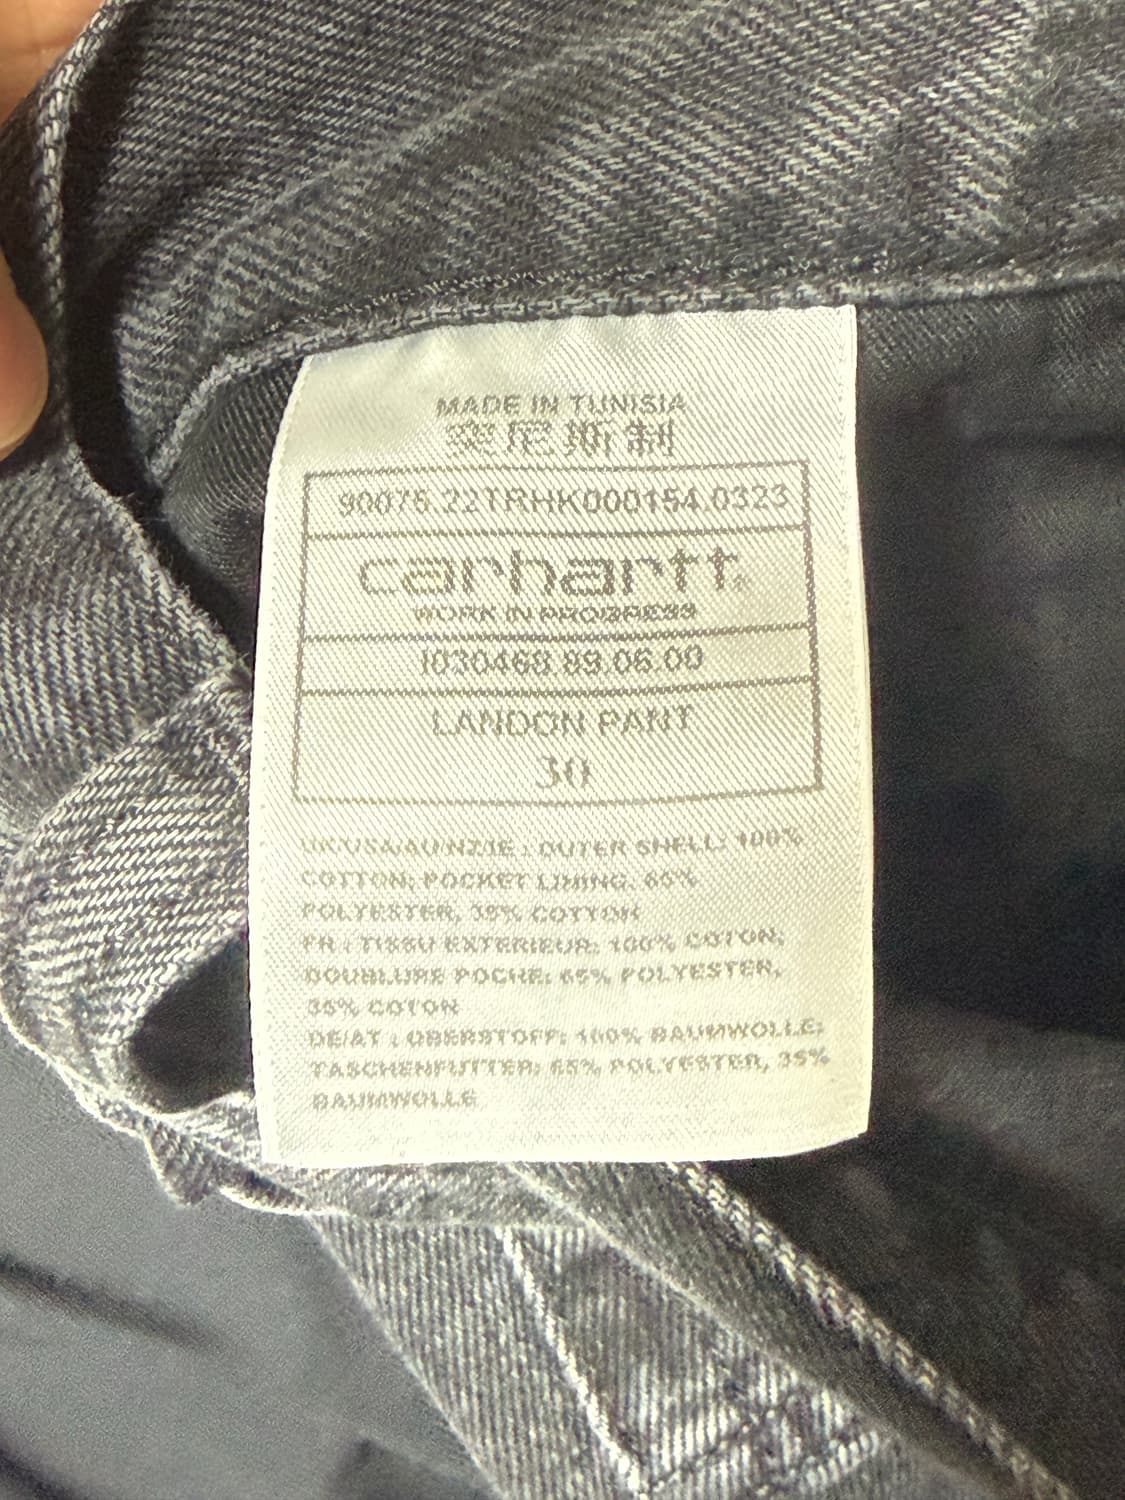 MADE IN TUNISIA
突尼斯制
90075.22TRHK000154.0323
carhartt®
WORK IN PROGRESS
I030468.89.06.00
LANDON PANT
30
UK/USA/AU/NZ/IE : OUTER SHELL: 100%
COTTON; POCKET LINING: 65%
POLYESTER, 35% COTTON
FR : TISSU EXTERIEUR: 100% COTON;
DOUBLURE POCHE: 65% POLYESTER,
35% COTON
DE/AT : OBERSTOFF: 100% BAUMWOLLE;
TASCHENFUTTER: 65% POLYESTER, 35%
BAUMWOLLE